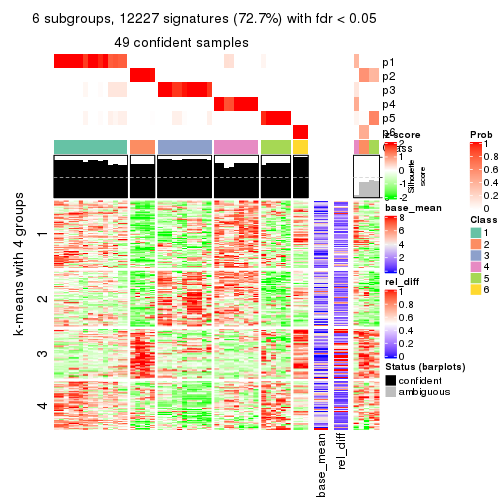 6 subgroups, 12227 signatures (72.7%) with fdr < 0.05
49 confident samples
p1
p2
p3
p4
p5
p6
z-score
2
1
0
-1
-2
Class
Silhouette
score
k-means with 4 groups
1
2
3
4
base_mean
8
6
4
2
0
rel_diff
1
0.8
0.6
0.4
0.2
0
Status (barplots)
confident
ambiguous
Prob
1
0.8
0.6
0.4
0.2
0
Class
1
2
3
4
5
6
base_mean
rel_diff